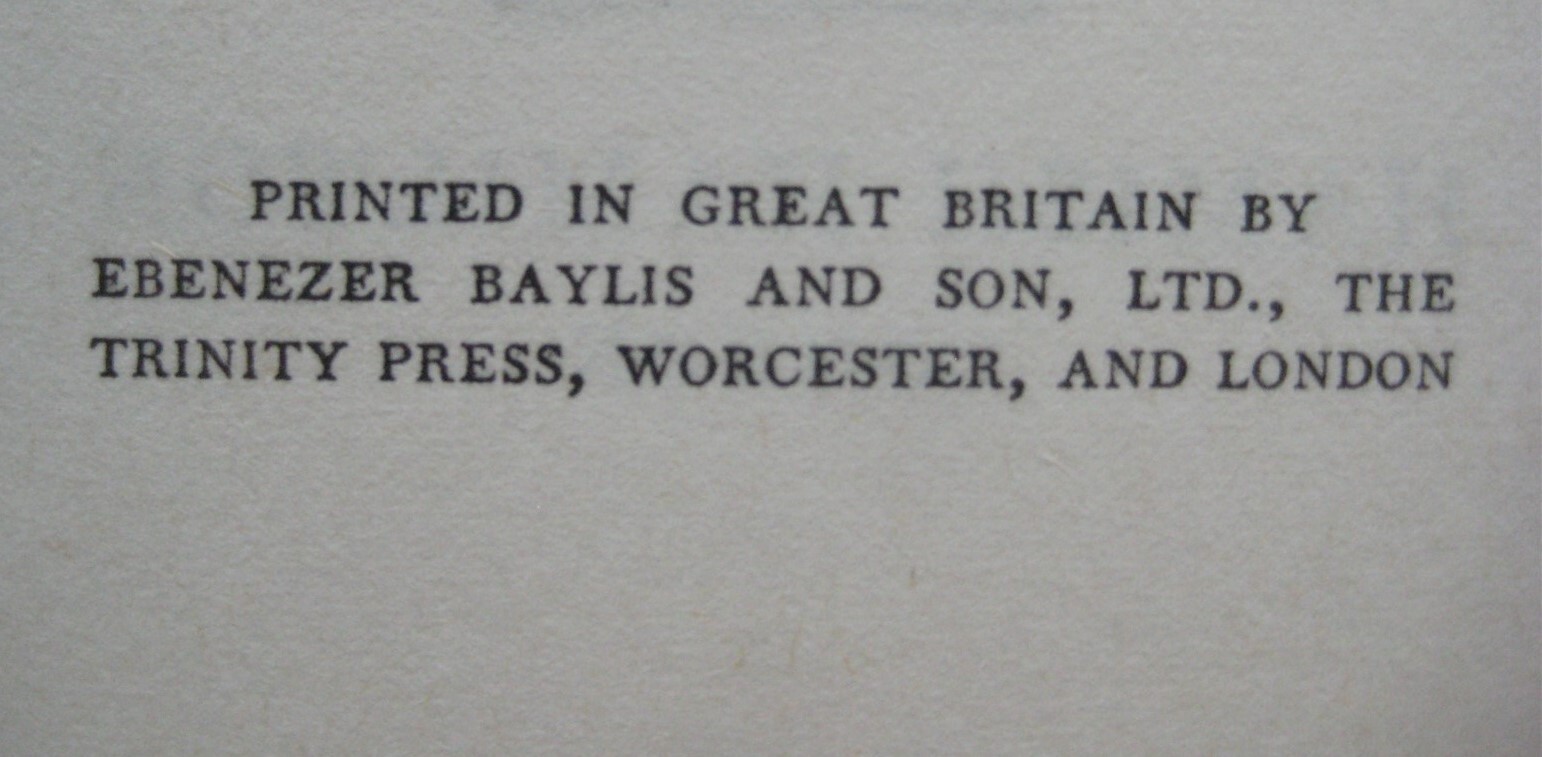 PRINTED IN GREAT BRITAIN BY
EBENEZER BAYLIS AND SON, LTD., THE
TRINITY PRESS, WORCESTER, AND LONDON